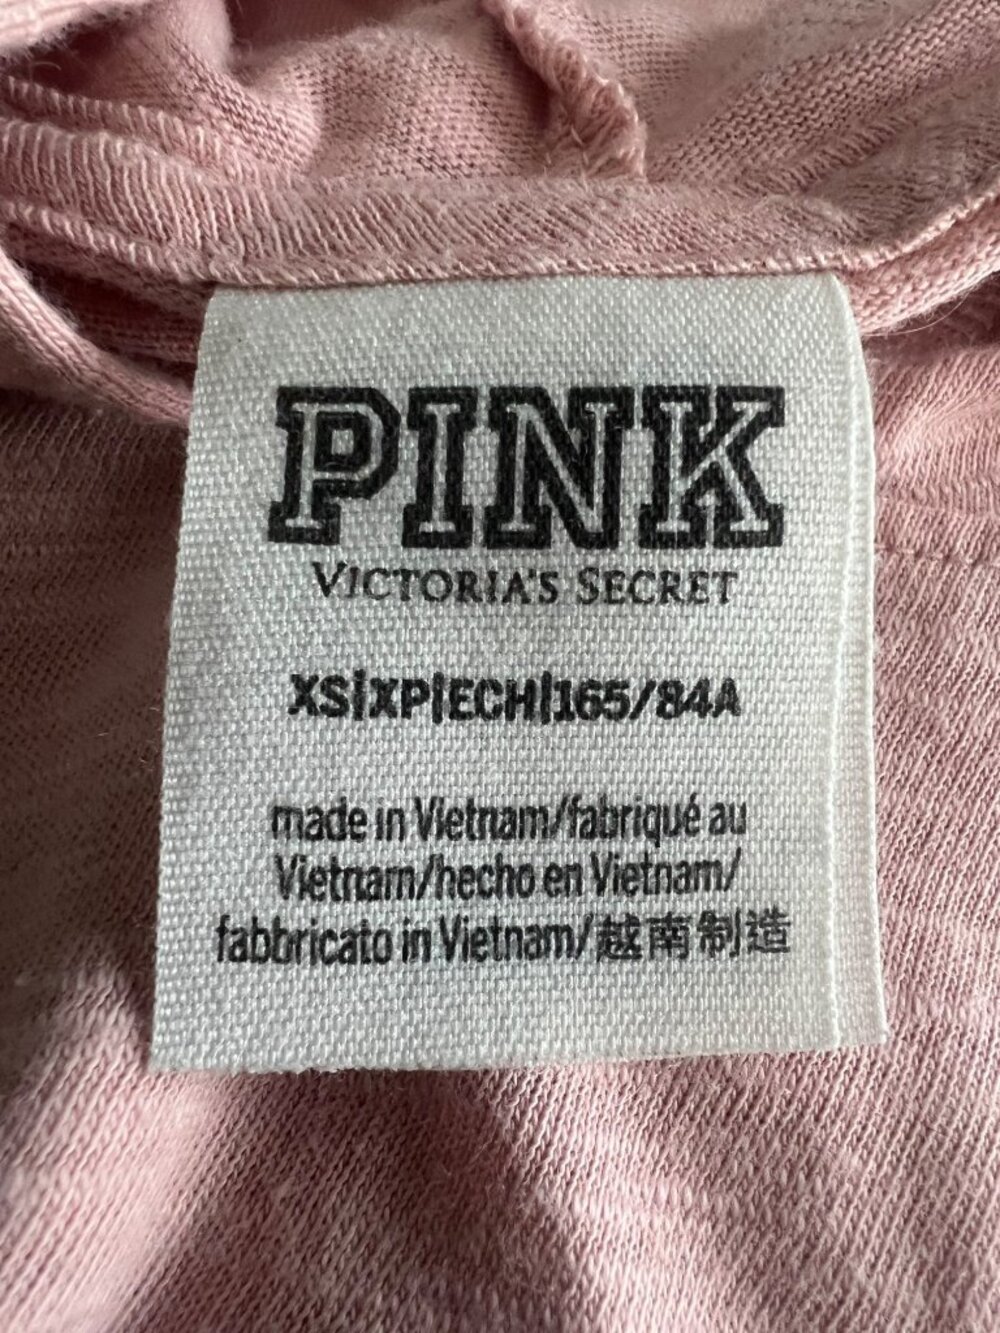 PINK
VICTORIA'S SECRET
XS|XP|ECH|165/84A
made in Vietnam/fabriqué au
Vietnam/hecho en Vietnam/
fabbricato in Vietnam/越南制造